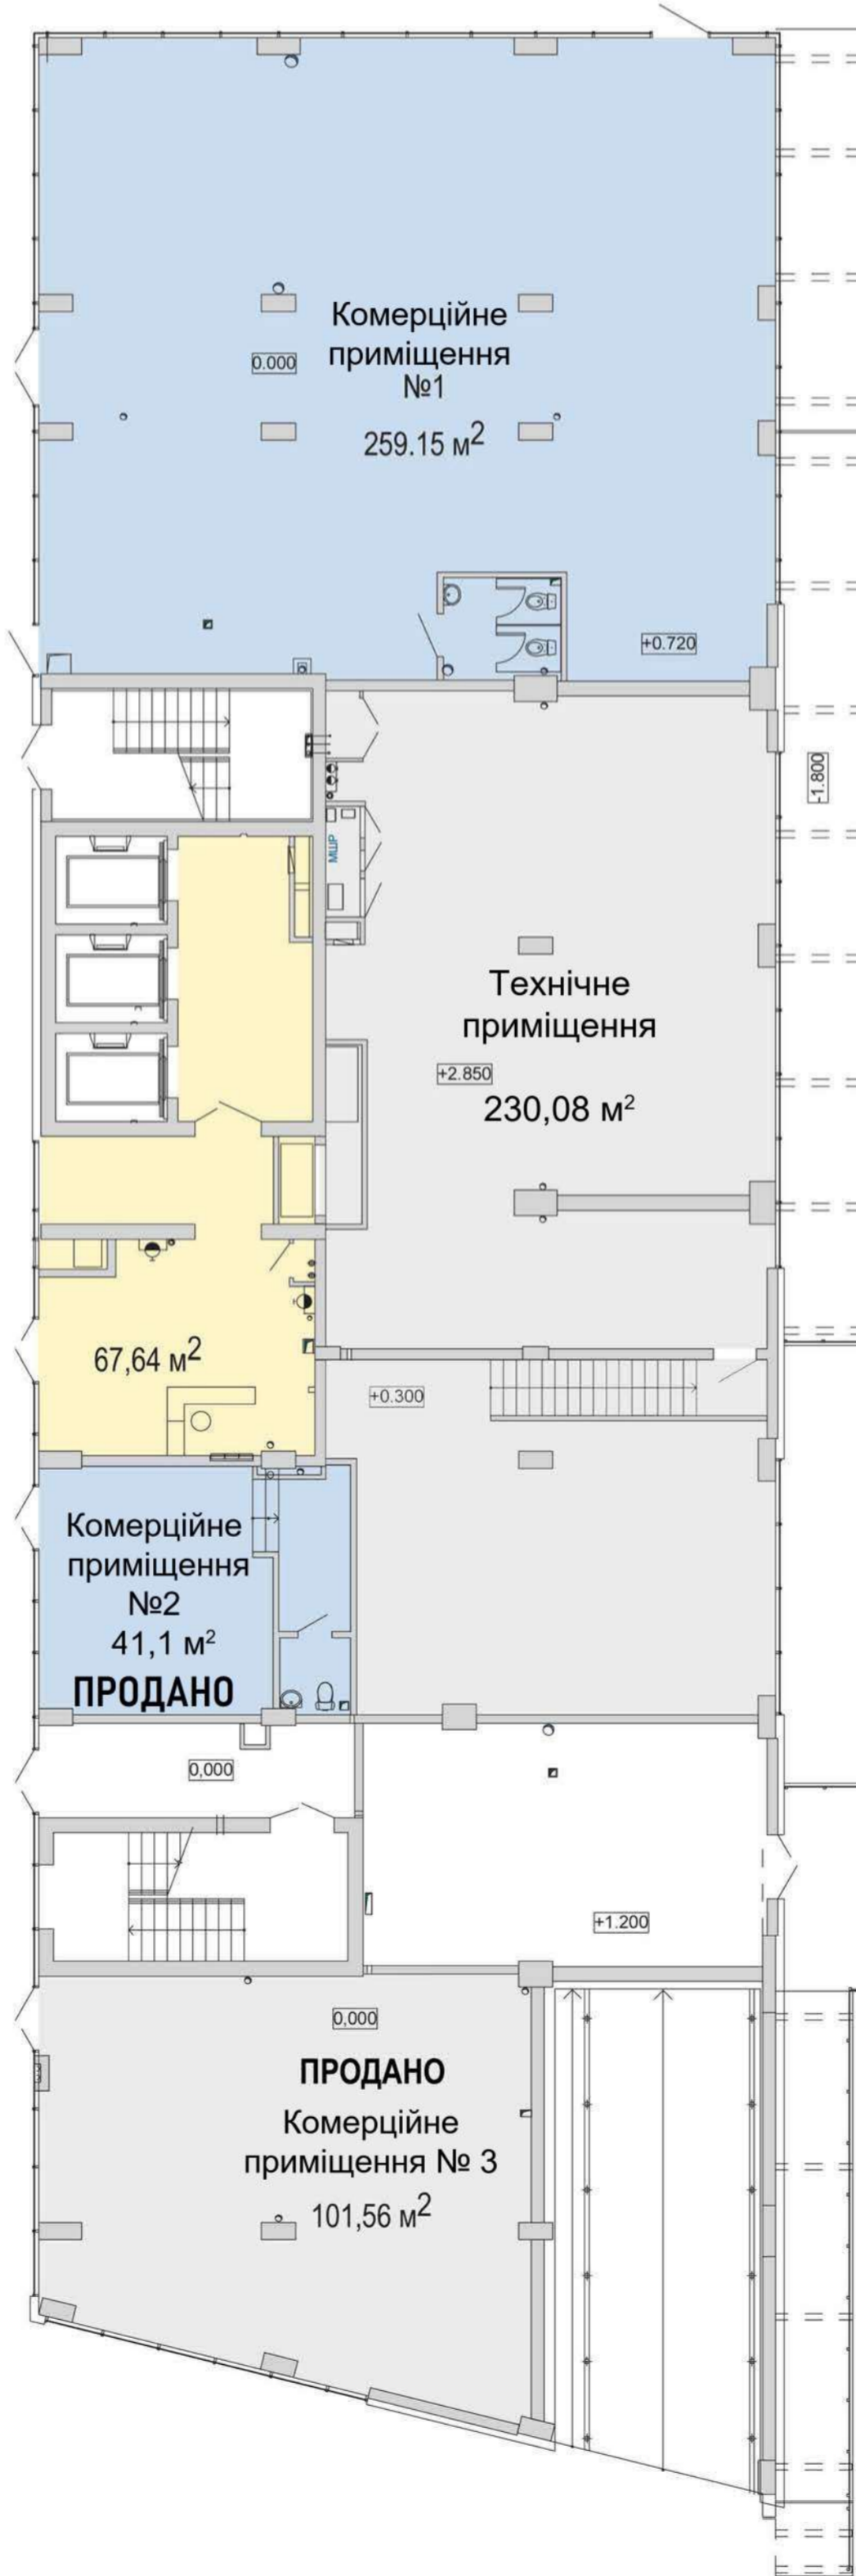 Комерційне
приміщення
№1
0.000
259.15 м²
+0.720
-1.800
МШР
Технічне
приміщення
+2.850
230,08 м²
67,64 м²
+0.300
Комерційне
приміщення
№2
41,1 м²
ПРОДАНО
0,000
+1.200
0,000
ПРОДАНО
Комерційне
приміщення № 3
101,56 м²